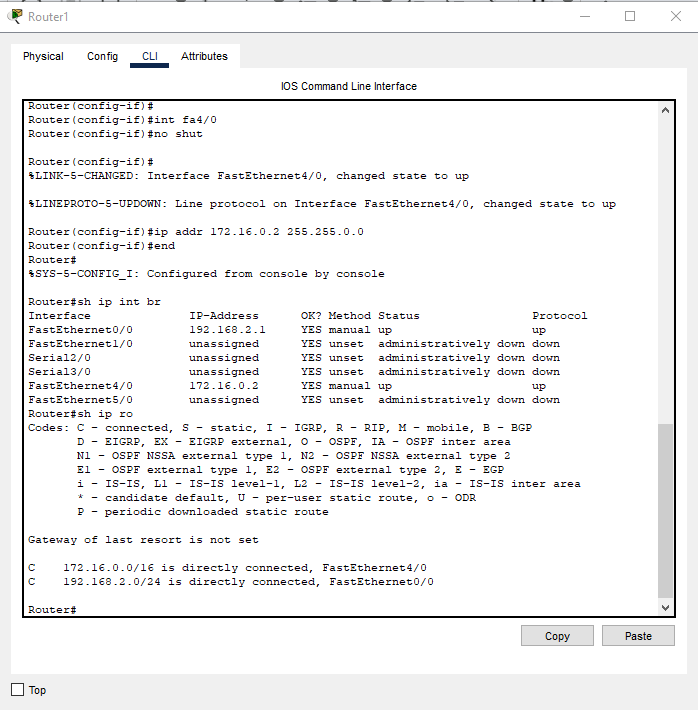 Router1
Physical Config CLI Attributes
IOS Command Line Interface
Router(config-if)#
Router(config-if)#int fa4/0
Router(config-if)#no shut
Router(config-if)#
%LINK-5-CHANGED: Interface FastEthernet4/0, changed state to up
%LINEPROTO-5-UPDOWN: Line protocol on Interface FastEthernet4/0, changed state to up
Router(config-if)#ip addr 172.16.0.2 255.255.0.0
Router(config-if)#end
Router#
%SYS-5-CONFIG_I: Configured from console by console
Router#sh ip int br
Interface IP-Address OK? Method Status Protocol
FastEthernet0/0 192.168.2.1 YES manual up up
FastEthernet1/0 unassigned YES unset administratively down down
Serial2/0 unassigned YES unset administratively down down
Serial3/0 unassigned YES unset administratively down down
FastEthernet4/0 172.16.0.2 YES manual up up
FastEthernet5/0 unassigned YES unset administratively down down
Router#sh ip ro
Codes: C - connected, S - static, I - IGRP, R - RIP, M - mobile, B - BGP
D - EIGRP, EX - EIGRP external, O - OSPF, IA - OSPF inter area
N1 - OSPF NSSA external type 1, N2 - OSPF NSSA external type 2
E1 - OSPF external type 1, E2 - OSPF external type 2, E - EGP
i - IS-IS, L1 - IS-IS level-1, L2 - IS-IS level-2, ia - IS-IS inter area
* - candidate default, U - per-user static route, o - ODR
P - periodic downloaded static route
Gateway of last resort is not set
C 172.16.0.0/16 is directly connected, FastEthernet4/0
C 192.168.2.0/24 is directly connected, FastEthernet0/0
Router#
Copy Paste
Top